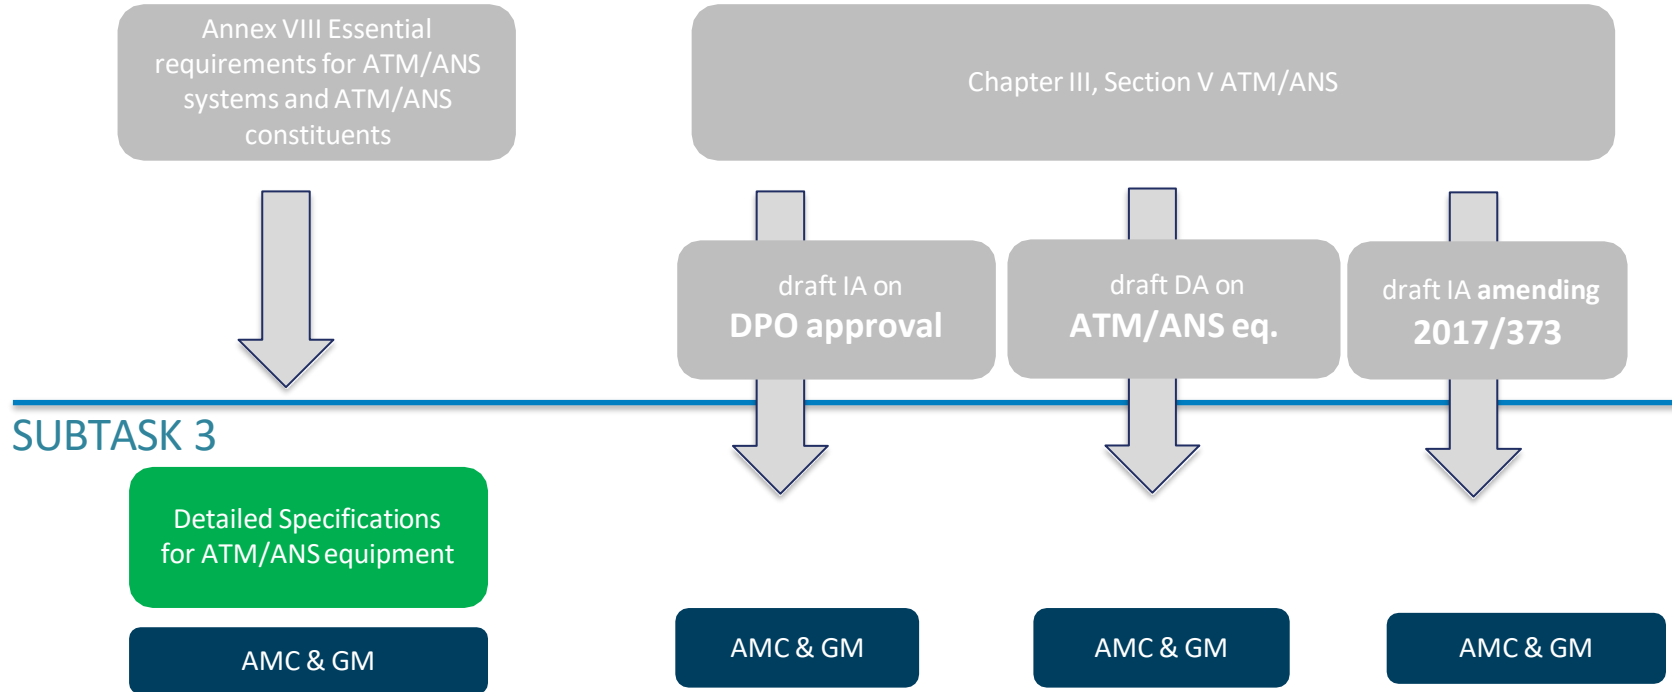 Annex VIII Essential
requirements for ATM/ANS
systems and ATM/ANS
constituents
Chapter III, Section V ATM/ANS
draft IA on
DPO approval
draft DA on
ATM/ANS eq.
draft IA amending
2017/373
SUBTASK 3
Detailed Specifications
for ATM/ANS equipment
AMC & GM
AMC & GM
AMC & GM
AMC & GM